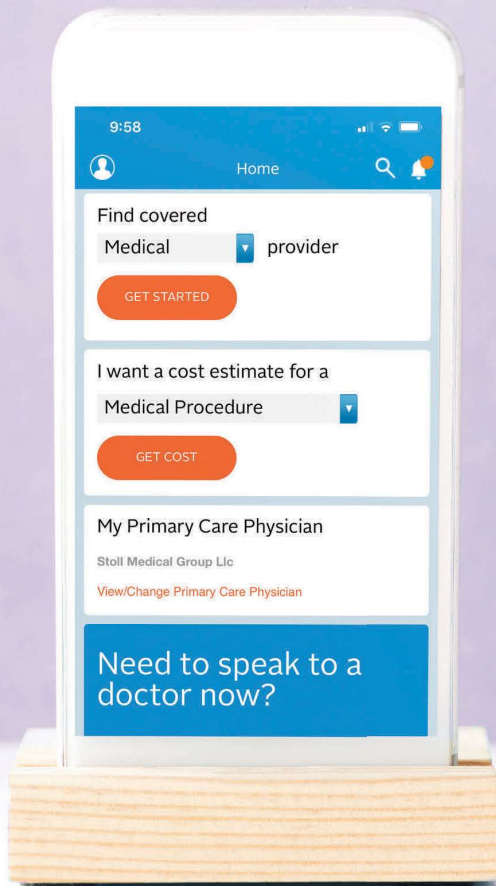 9:58
Home
Find covered
Medical provider
GET STARTED
I want a cost estimate for a
Medical Procedure
GET COST
My Primary Care Physician
Stoll Medical Group Llc
View/Change Primary Care Physician
Need to speak to a
doctor now?